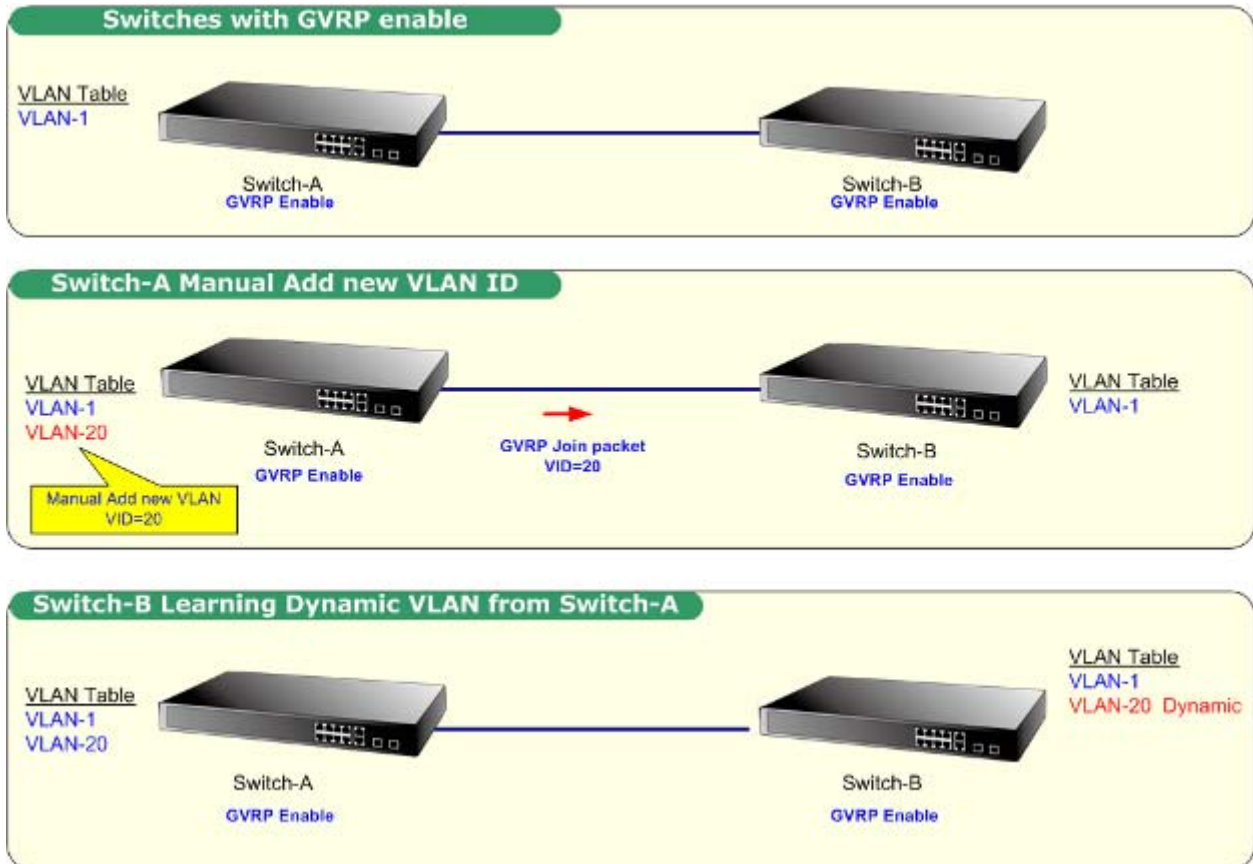 Switches with GVRP enable
VLAN Table
VLAN-1
Switch-A
GVRP Enable
Switch-B
GVRP Enable
Switch-A Manual Add new VLAN ID
VLAN Table
VLAN-1
VLAN-20
Manual Add new VLAN
VID=20
Switch-A
GVRP Enable
GVRP Join packet
VID=20
Switch-B
GVRP Enable
VLAN Table
VLAN-1
Switch-B Learning Dynamic VLAN from Switch-A
VLAN Table
VLAN-1
VLAN-20
Switch-A
GVRP Enable
Switch-B
GVRP Enable
VLAN Table
VLAN-1
VLAN-20 Dynamic